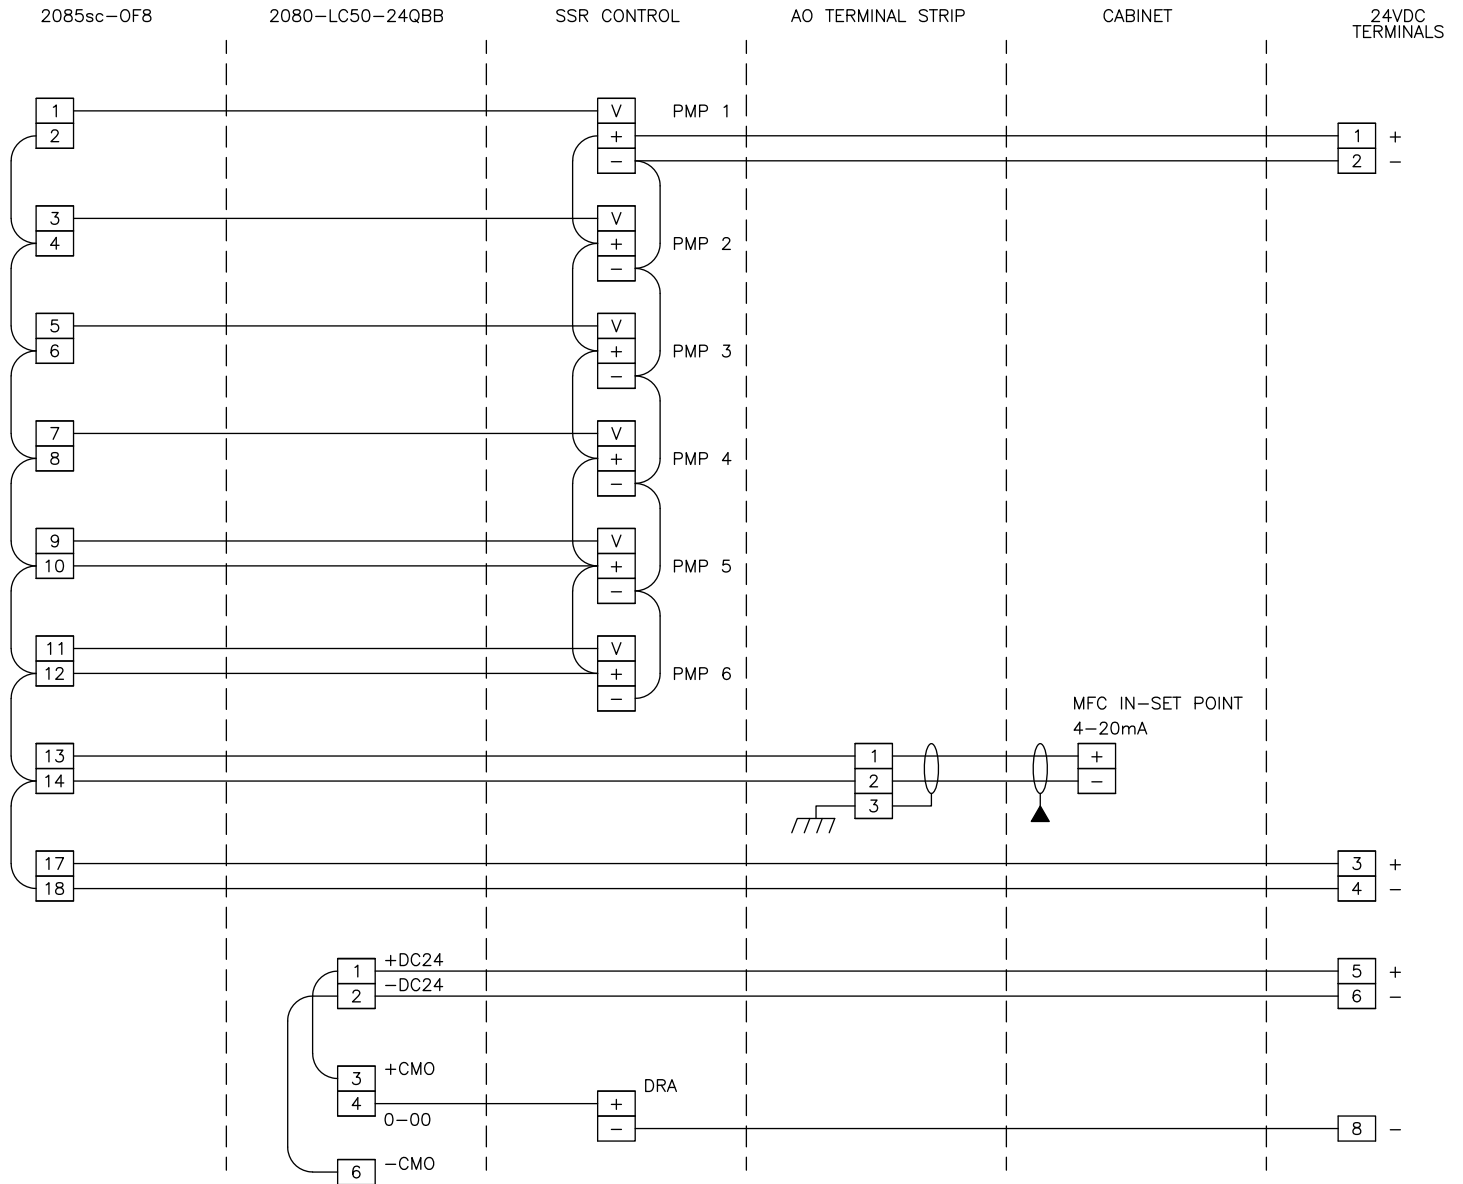 2085sc-OF8 2080-LC50-24QBB SSR CONTROL AO TERMINAL STRIP CABINET 24VDC
TERMINALS
1 V PMP 1
2 + 1 +
- 2 -
3 V
4 + PMP 2
-
5 V
6 + PMP 3
-
7 V
8 + PMP 4
-
9 V
10 + PMP 5
-
11 V
12 + PMP 6
-
MFC IN-SET POINT
4-20mA
13 1 +
14 2 -
3
17 3 +
18 4 -
1 +DC24 5 +
2 -DC24 6 -
3 +CMO
DRA
4 +
0-00
- 8 -
6 -CMO